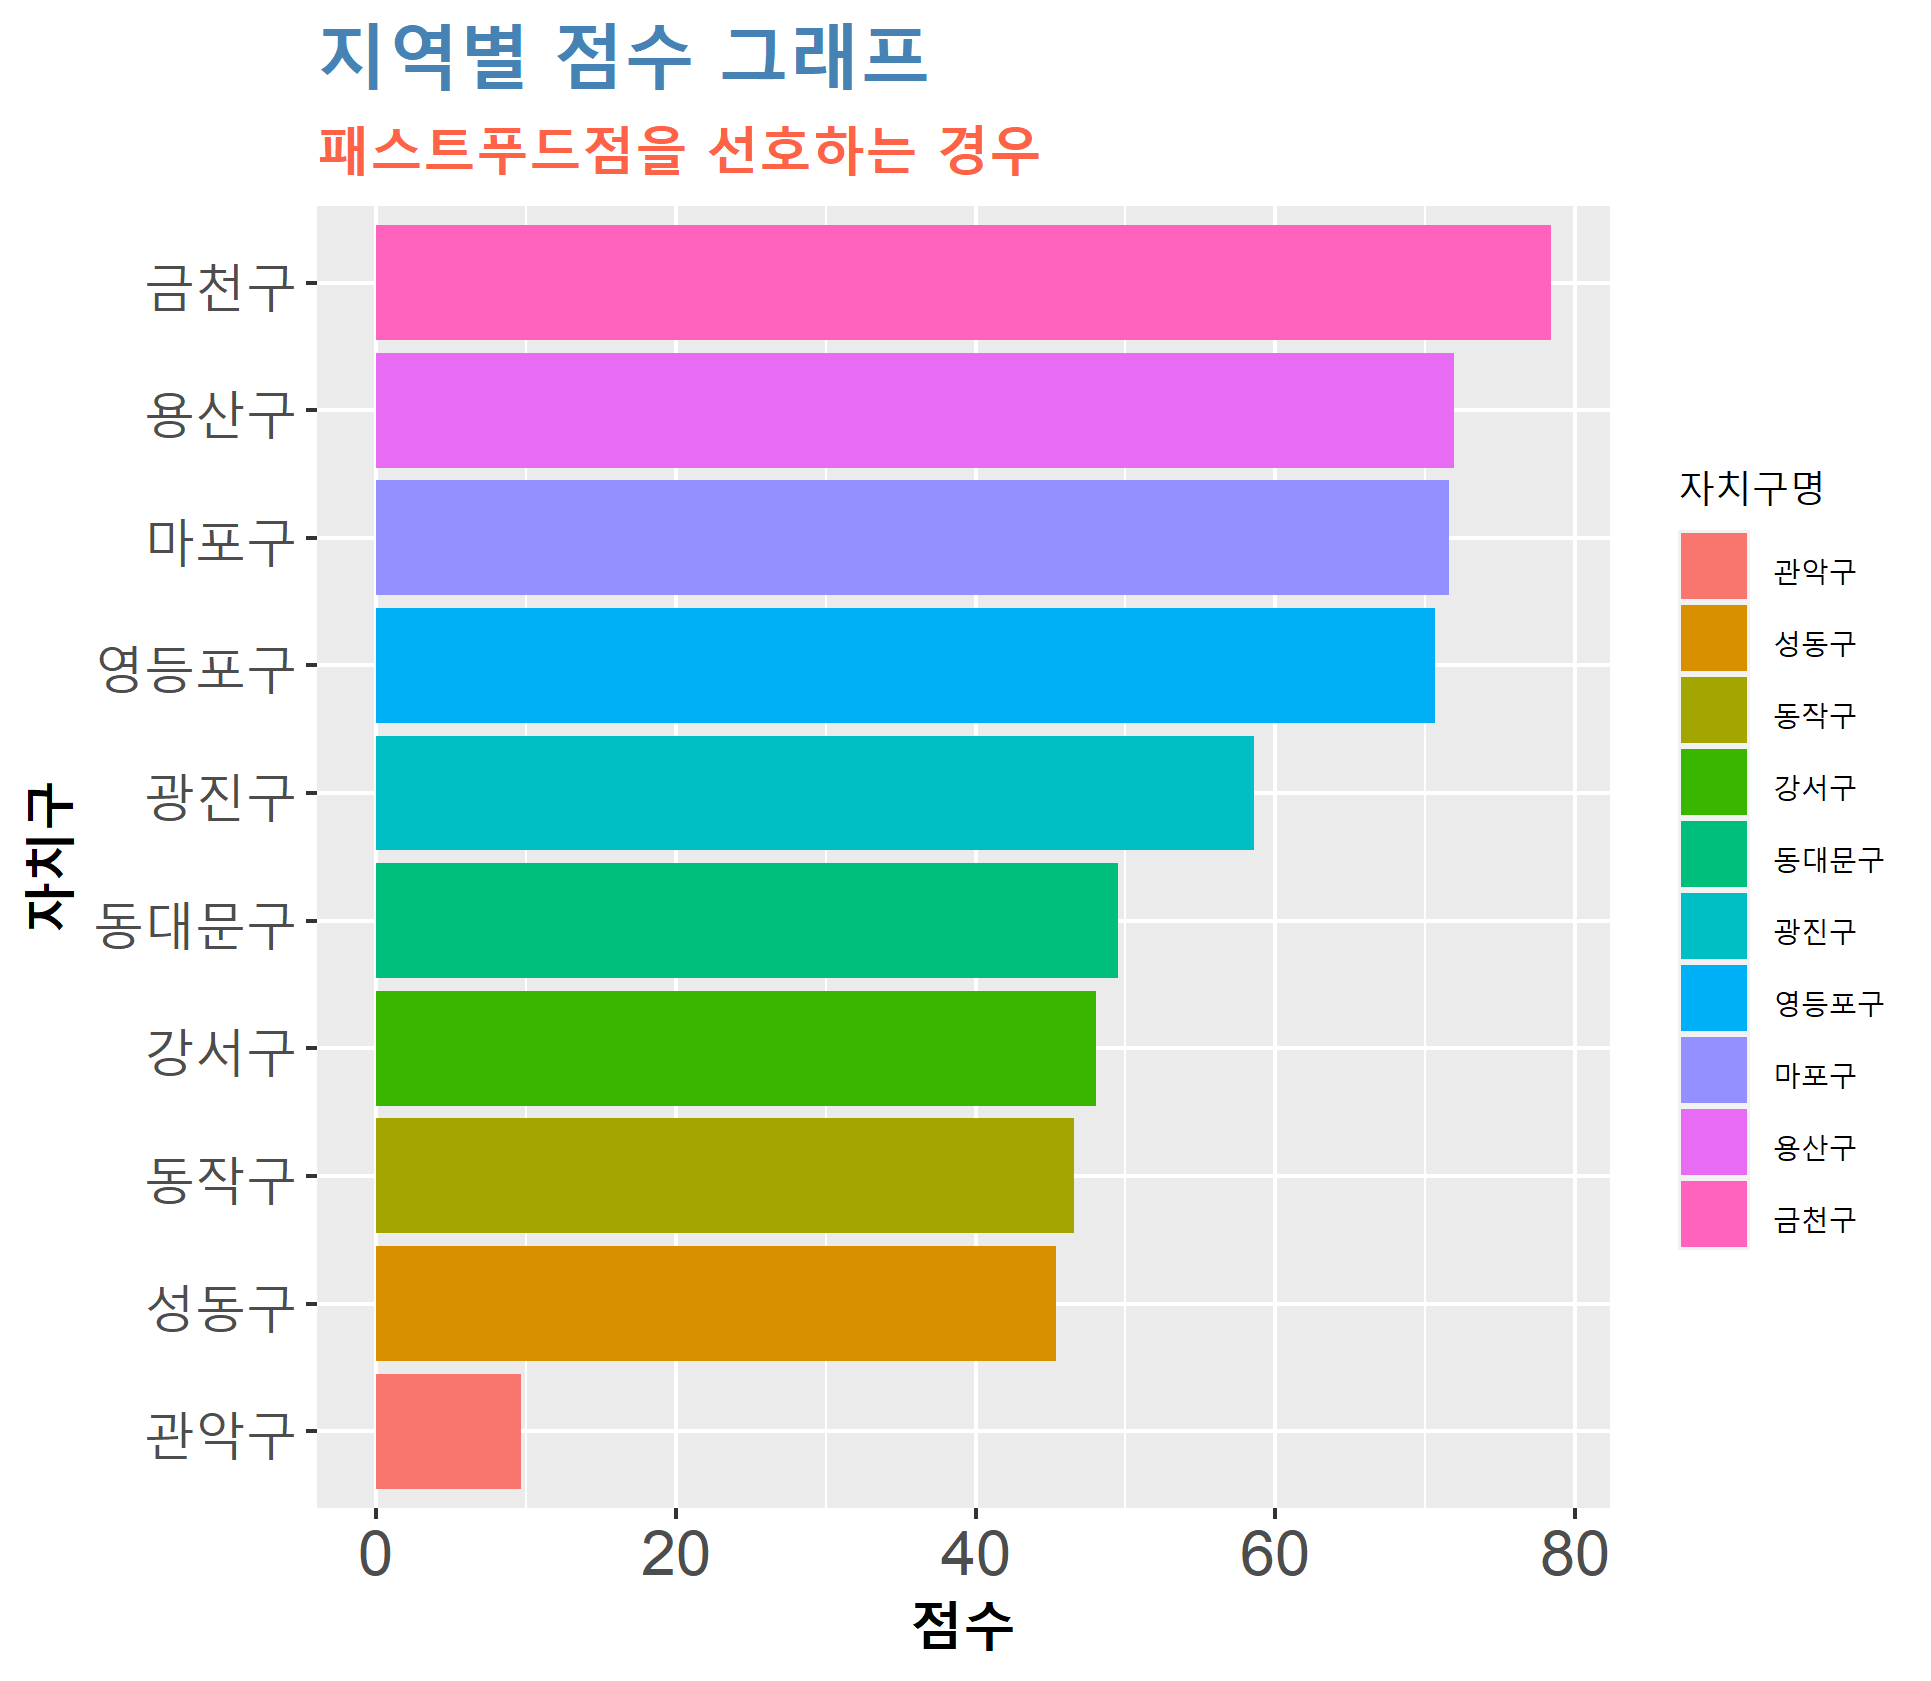 지역별 점수 그래프
패스트푸드점을 선호하는 경우
금천구
용산구
마포구
영등포구
광진구
동대문구
강서구
동작구
성동구
관악구
자치구
0 20 40 60 80
점수
자치구명
관악구
성동구
동작구
강서구
동대문구
광진구
영등포구
마포구
용산구
금천구